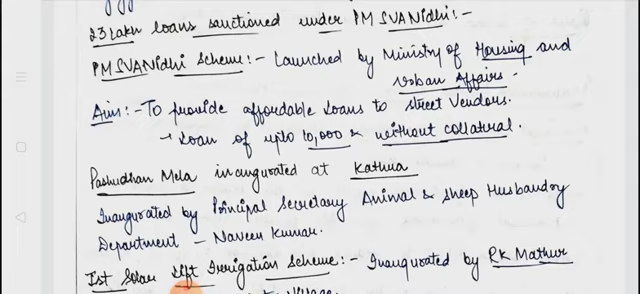 23 lakh loans sanctioned under PM SVANidhi:-
PM SVANidhi Scheme:- Launched by Ministry of Housing and
Urban Affairs.
Aim:- To provide affordable loans to street vendors.
→ Loan of upto 10,000 & without collateral.
Pashudhan Mela inaugurated at Kathua
Inaugurated by Principal Secretary Animal & Sheep Husbandry
Department - Naveen Kumar.
Ist Solar Lift Irrigation Scheme:- Inaugurated by RK Mathur
Village